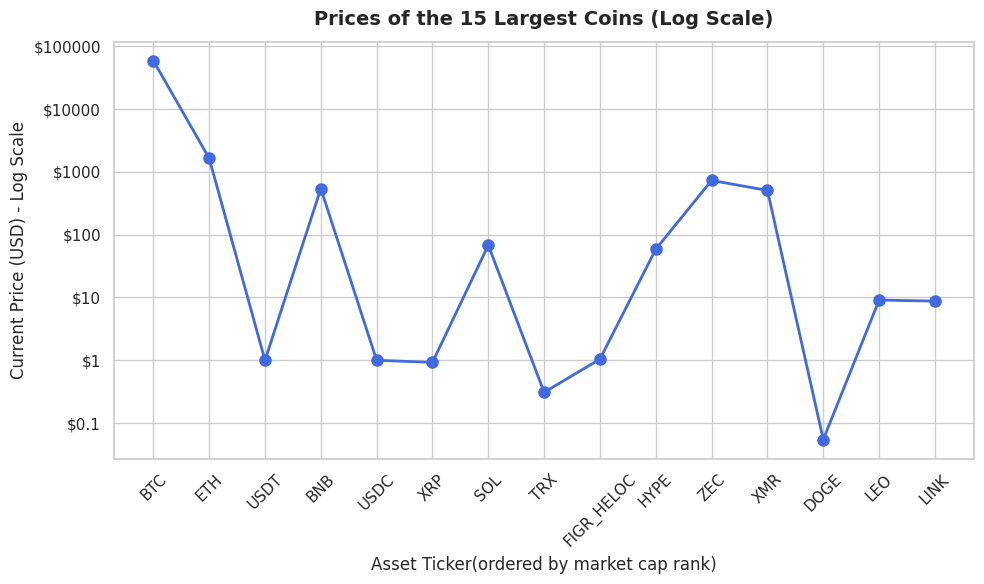 Prices of the 15 Largest Coins (Log Scale)
Current Price (USD) - Log Scale
$100000
$10000
$1000
$100
$10
$1
$0.1
BTC
ETH
USDT
BNB
USDC
XRP
SOL
TRX
FIGR_HELOC
HYPE
ZEC
XMR
DOGE
LEO
LINK
Asset Ticker(ordered by market cap rank)